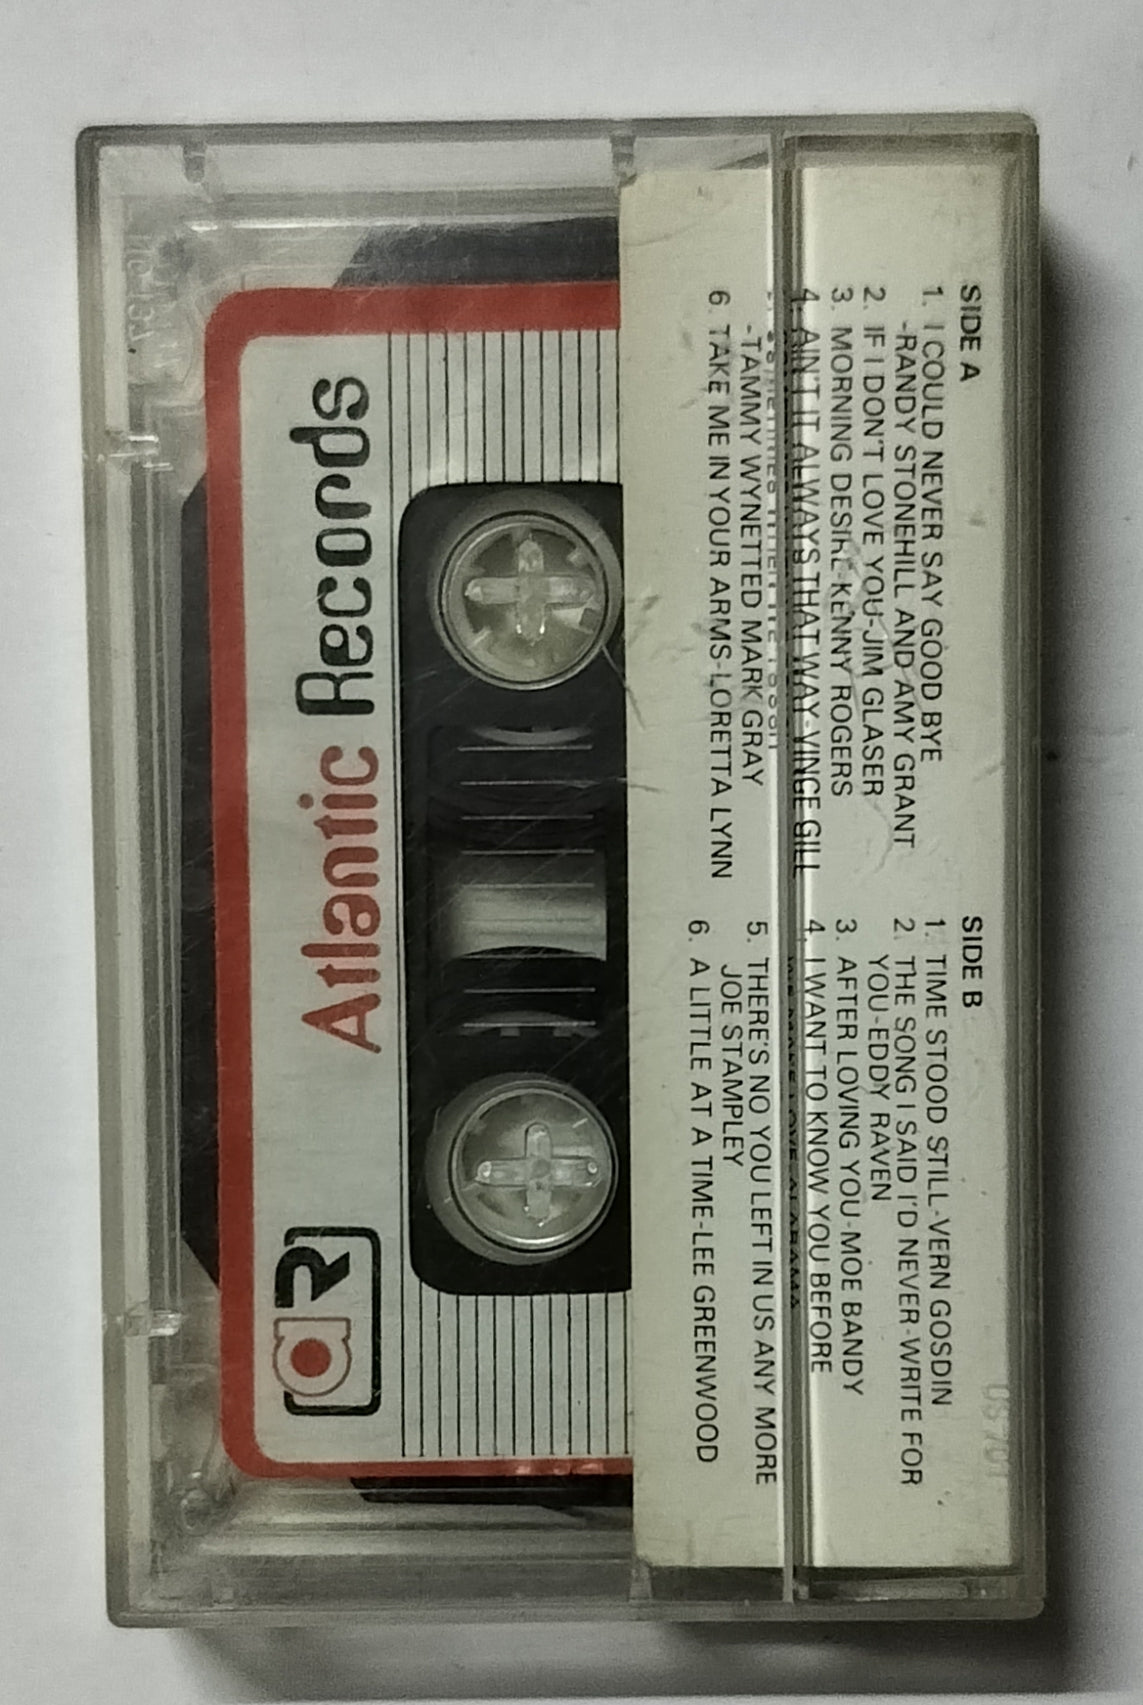 SIDE A
1. I COULD NEVER SAY GOOD BYE
-RANDY STONEHILL AND AMY GRANT
2. IF I DON'T LOVE YOU-JIM GLASER
3. MORNING DESIRE-KENNY ROGERS
4. AIN'T IT ALWAYS THAT WAY-VINCE GILL
-TAMMY WYNETTED MARK GRAY
6. TAKE ME IN YOUR ARMS-LORETTA LYNN
SIDE B
1. TIME STOOD STILL-VERN GOSDIN
2. THE SONG I SAID I'D NEVER-WRITE FOR
YOU-EDDY RAVEN
3. AFTER LOVING YOU-MOE BANDY
4. I WANT TO KNOW YOU BEFORE
LOVE-ALABAMA
5. THERE'S NO YOU LEFT IN US ANY MORE
JOE STAMPLEY
6. A LITTLE AT A TIME-LEE GREENWOOD
Atlantic Records
aR